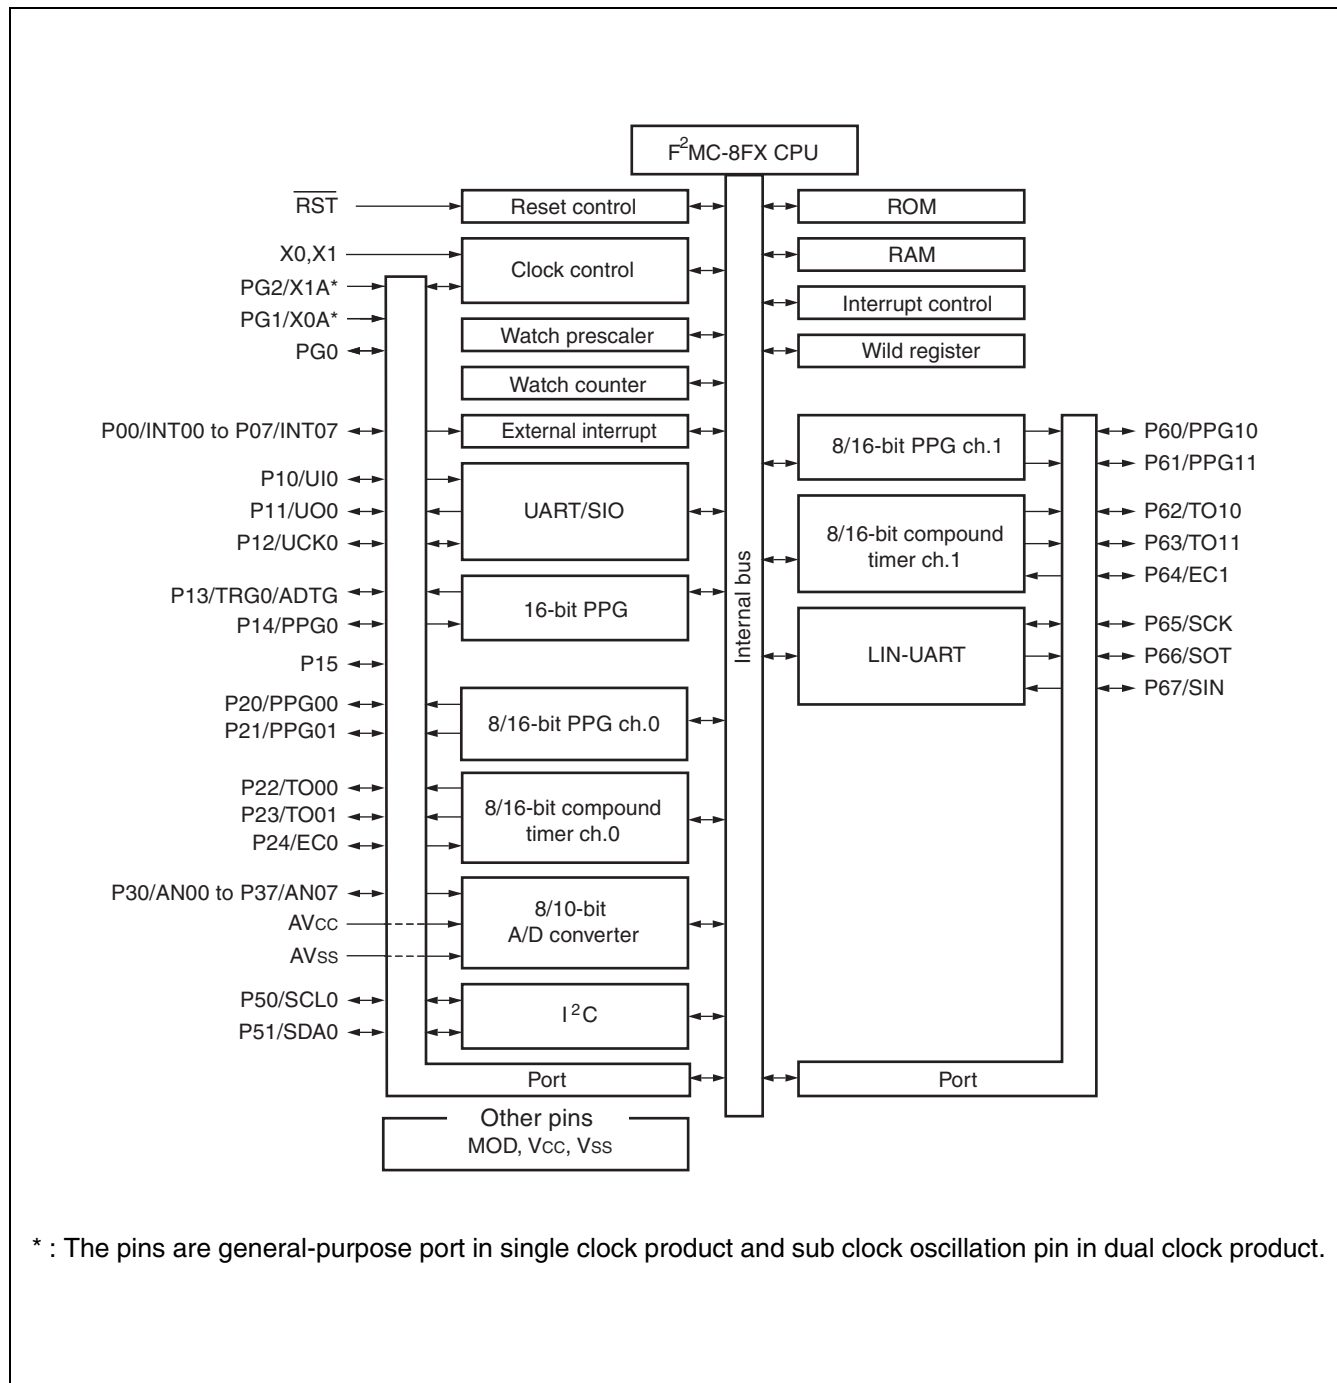 F²MC-8FX CPU
RST
Reset control
ROM
X0,X1
Clock control
RAM
PG2/X1A*
PG1/X0A*
Interrupt control
Watch prescaler
PG0
Wild register
Watch counter
P00/INT00 to P07/INT07
External interrupt
8/16-bit PPG ch.1
P60/PPG10
P61/PPG11
P10/UI0
P11/UO0
P12/UCK0
UART/SIO
8/16-bit compound
timer ch.1
P62/TO10
P63/TO11
P64/EC1
P13/TRG0/ADTG
P14/PPG0
16-bit PPG
Internal bus
P15
LIN-UART
P65/SCK
P66/SOT
P67/SIN
P20/PPG00
P21/PPG01
8/16-bit PPG ch.0
P22/TO00
P23/TO01
P24/EC0
8/16-bit compound
timer ch.0
P30/AN00 to P37/AN07
AVCC
AVSS
8/10-bit
A/D converter
P50/SCL0
P51/SDA0
I²C
Port
Port
Other pins
MOD, VCC, VSS
* : The pins are general-purpose port in single clock product and sub clock oscillation pin in dual clock product.